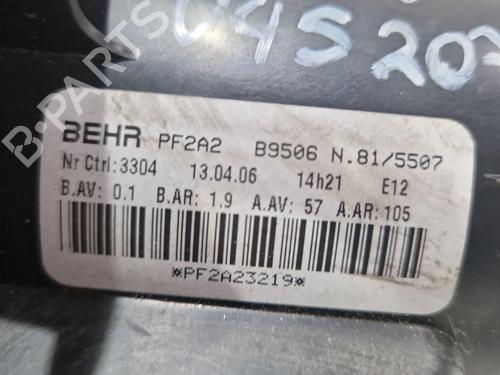 BEHR PF2A2 B9506 N.81/5507
Nr Ctrl:3304 13.04.06 14h21 E12
B.AV: 0.1 B.AR: 1.9 A.AV: 57 A.AR:105
*PF2A23219*